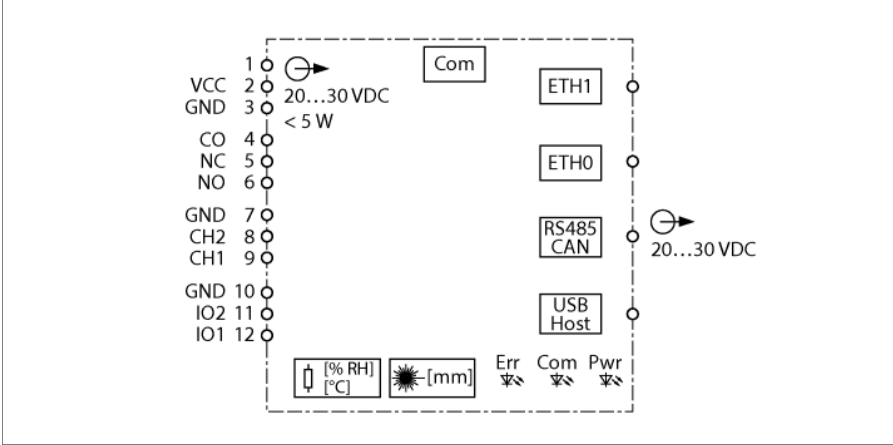 1
VCC 2
GND 3
20...30 VDC
< 5 W
CO 4
NC 5
NO 6
GND 7
CH2 8
CH1 9
GND 10
IO2 11
IO1 12
Com
ETH1
ETH0
RS485
CAN
20...30 VDC
USB
Host
[% RH]
[°C]
[mm]
Err Com Pwr